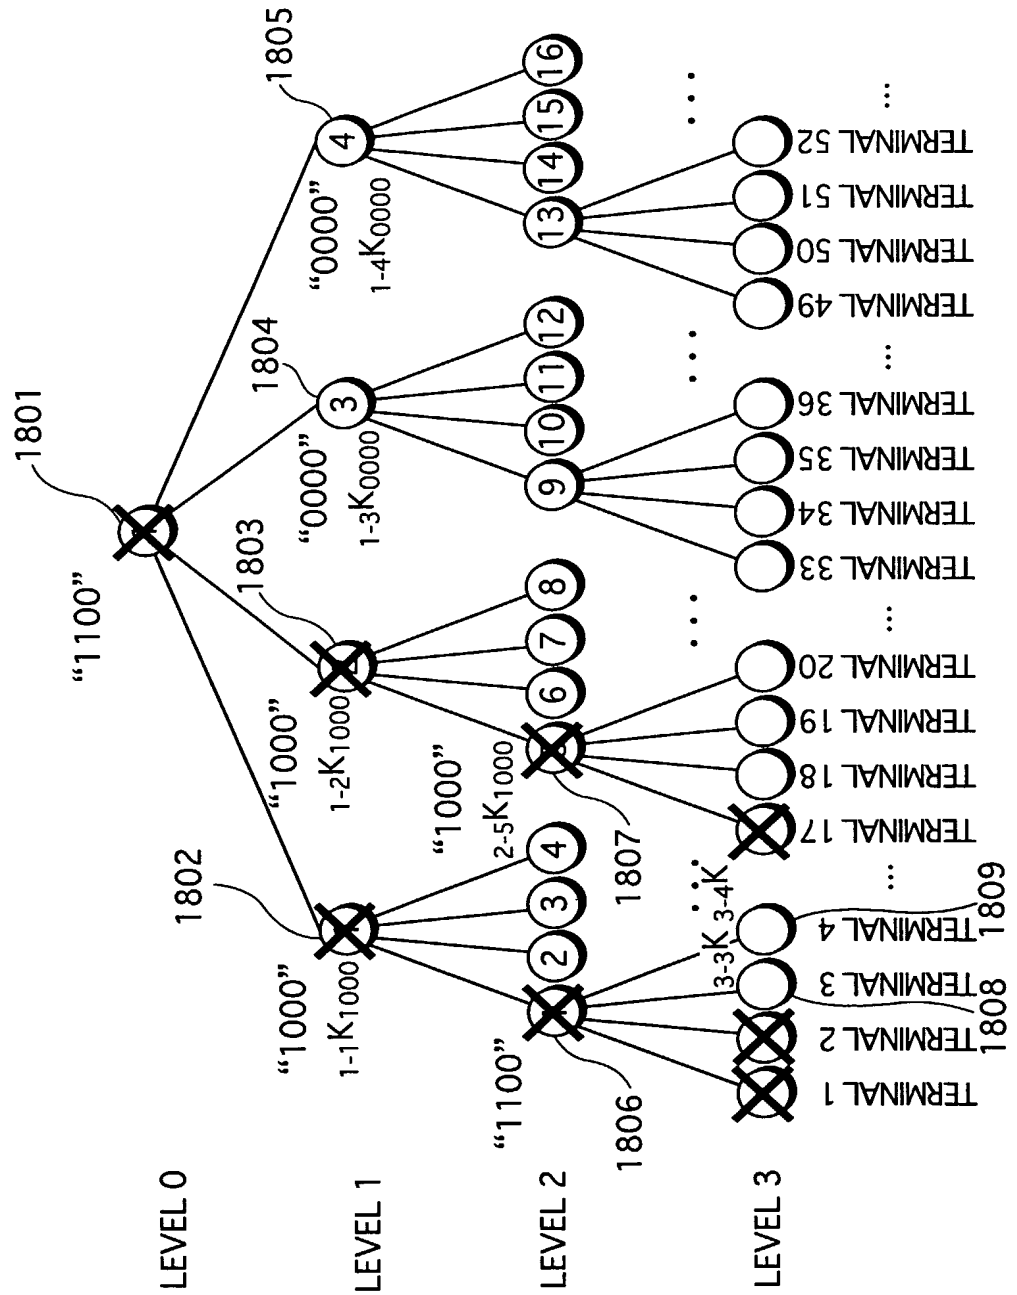 1801
"1100"
LEVEL 0
1802
1803
1804
1805
"1000"
1-1K1000
"1000"
1-2K1000
"0000"
1-3K0000
3
"0000"
1-4K0000
4
LEVEL 1
"1100"
1806
2
3
4
"1000"
2-5K1000
1807
6
7
8
9
10
11
12
13
14
15
16
LEVEL 2
3-3K
3-4K
...
...
...
...
LEVEL 3
TERMINAL 1
TERMINAL 2
TERMINAL 3
TERMINAL 4
...
TERMINAL 17
TERMINAL 18
TERMINAL 19
TERMINAL 20
...
TERMINAL 33
TERMINAL 34
TERMINAL 35
TERMINAL 36
...
TERMINAL 49
TERMINAL 50
TERMINAL 51
TERMINAL 52
...
1808
1809